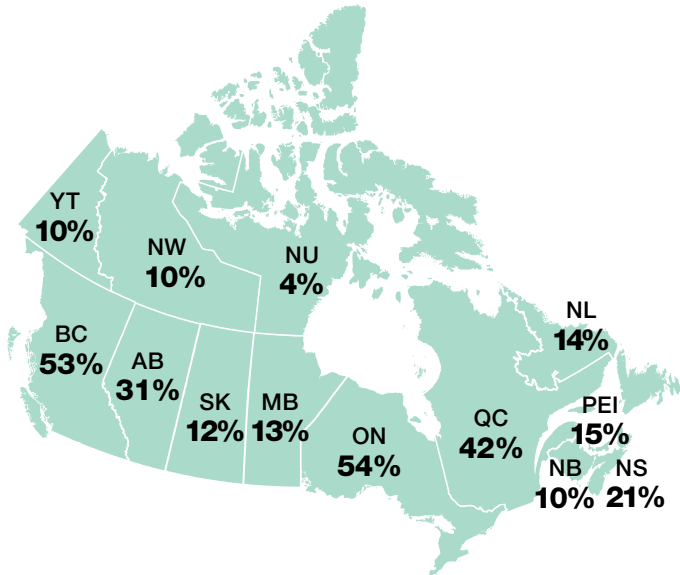 YT
10%
NW
10%
NU
4%
NL
14%
BC
53%
AB
31%
SK
12%
MB
13%
ON
54%
QC
42%
PEI
15%
NB
10%
NS
21%